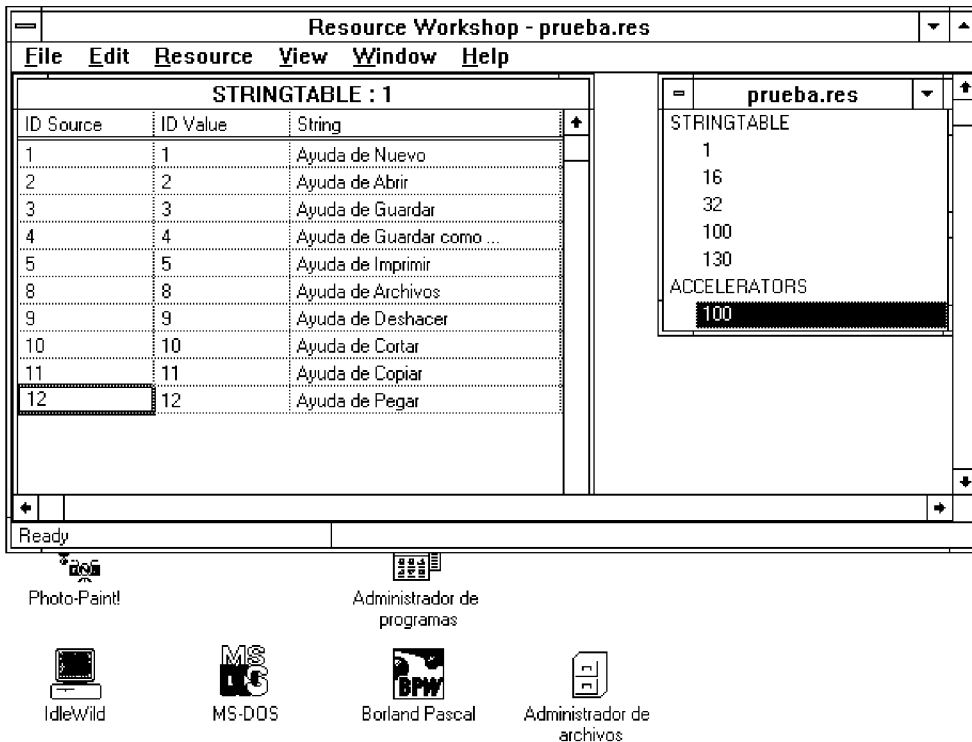 Resource Workshop - prueba.res
File Edit Resource View Window Help
STRINGTABLE : 1
ID Source ID Value String
1 1 Ayuda de Nuevo
2 2 Ayuda de Abrir
3 3 Ayuda de Guardar
4 4 Ayuda de Guardar como ...
5 5 Ayuda de Imprimir
8 8 Ayuda de Archivos
9 9 Ayuda de Deshacer
10 10 Ayuda de Cortar
11 11 Ayuda de Copiar
12 12 Ayuda de Pegar
prueba.res
STRINGTABLE
1
16
32
100
130
ACCELERATORS
100
Ready
Photo-Paint!
Administrador de
programas
IdleWild
MS
DOS
MS-DOS
BPW
Borland Pascal
Administrador de
archivos